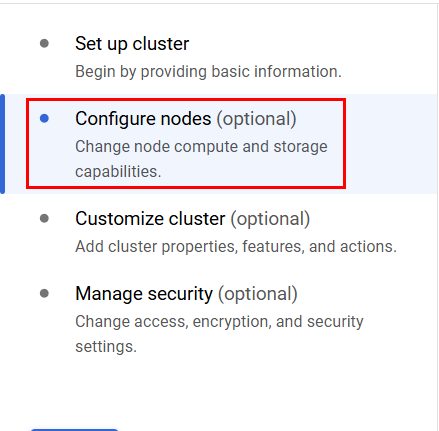 Set up cluster
Begin by providing basic information.
Configure nodes (optional)
Change node compute and storage
capabilities.
Customize cluster (optional)
Add cluster properties, features, and actions.
Manage security (optional)
Change access, encryption, and security
settings.